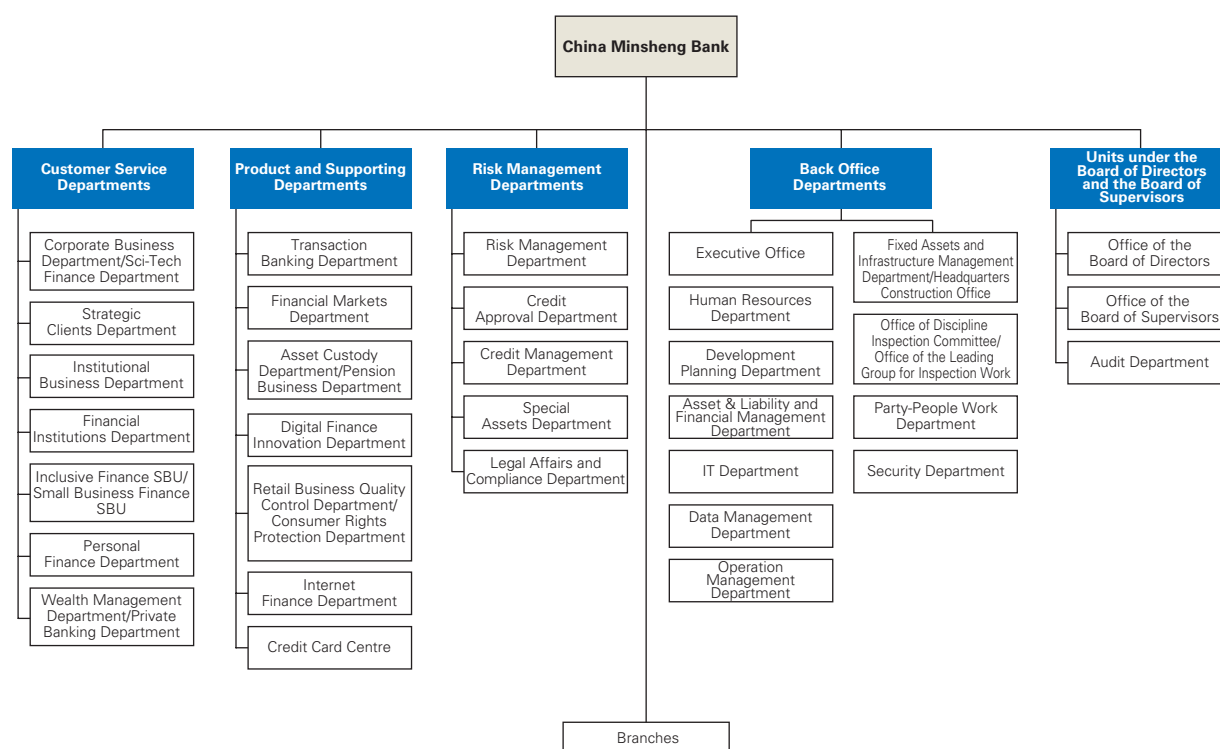 China Minsheng Bank
Customer Service
Departments
Corporate Business
Department/Sci-Tech
Finance Department
Strategic
Clients Department
Institutional
Business Department
Financial
Institutions Department
Inclusive Finance SBU/
Small Business Finance
SBU
Personal
Finance Department
Wealth Management
Department/Private
Banking Department
Product and Supporting
Departments
Transaction
Banking Department
Financial Markets
Department
Asset Custody
Department/Pension
Business Department
Digital Finance
Innovation Department
Retail Business Quality
Control Department/
Consumer Rights
Protection Department
Internet
Finance Department
Credit Card Centre
Risk Management
Departments
Risk Management
Department
Credit
Approval Department
Credit Management
Department
Special
Assets Department
Legal Affairs and
Compliance Department
Back Office
Departments
Executive Office
Human Resources
Department
Development
Planning Department
Asset & Liability and
Financial Management
Department
IT Department
Data Management
Department
Operation
Management
Department
Fixed Assets and
Infrastructure Management
Department/Headquarters
Construction Office
Office of Discipline
Inspection Committee/
Office of the Leading
Group for Inspection Work
Party-People Work
Department
Security Department
Units under the
Board of Directors
and the Board of
Supervisors
Office of the
Board of Directors
Office of the
Board of Supervisors
Audit Department
Branches